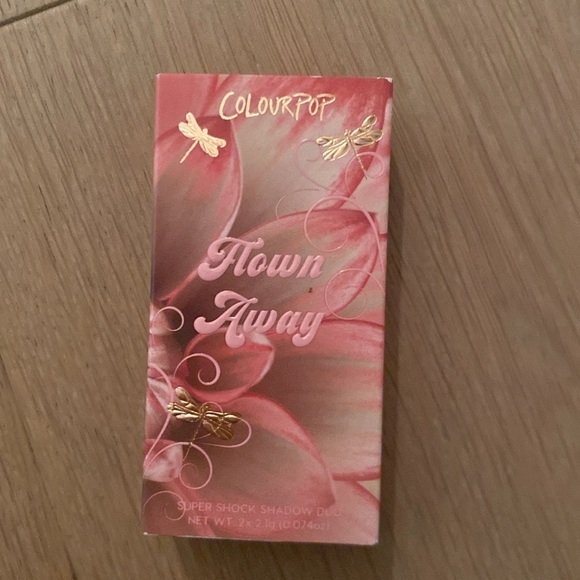 COLOURPOP
Flown
Away
SUPER SHOCK SHADOW DUO
NET WT. 2x 2.1g (0.074oz)